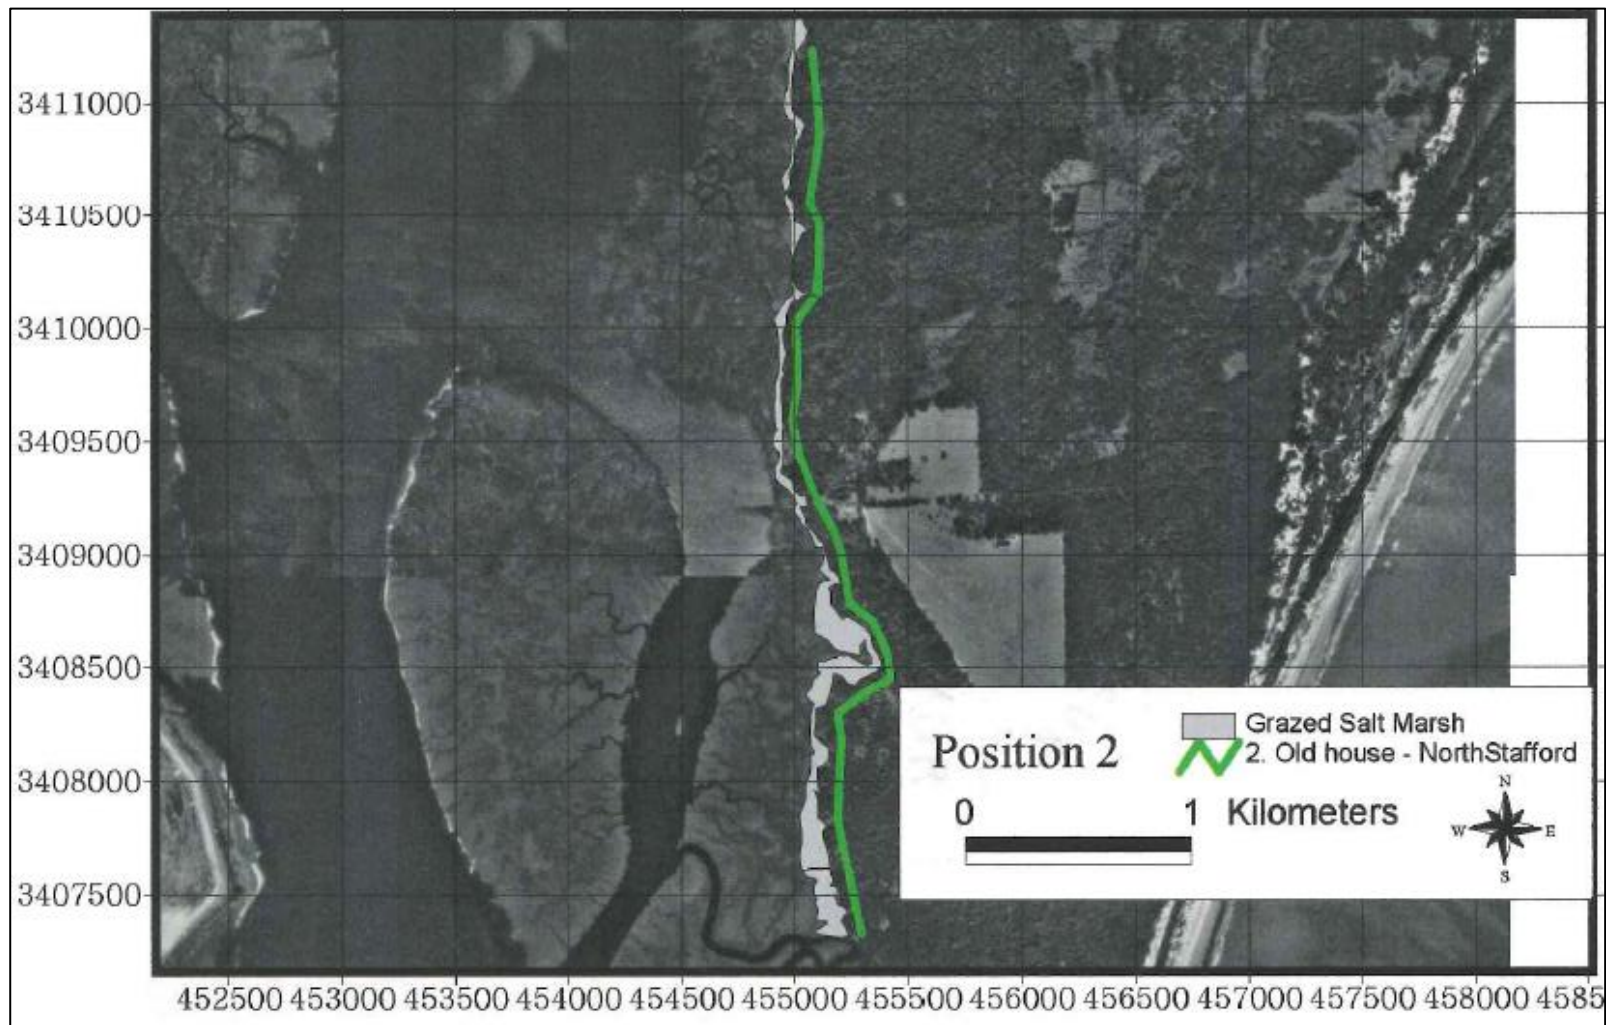 3411000
3410500
3410000
3409500
3409000
3408500
3408000
3407500
Position 2
Grazed Salt Marsh
2. Old house - NorthStafford
0 1 Kilometers
N
W E
S
452500 453000 453500 454000 454500 455000 455500 456000 456500 457000 457500 458000 4585